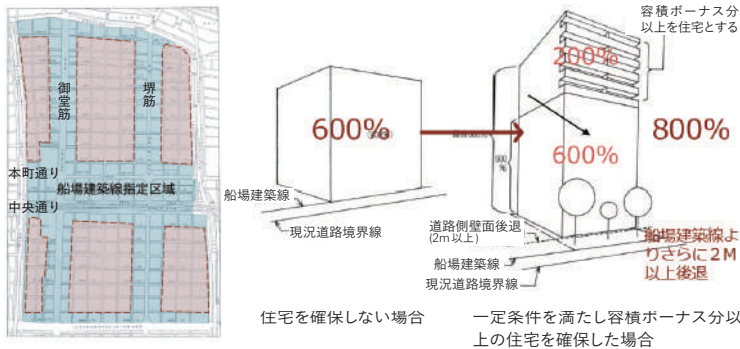 御堂筋
堺筋
本町通り
船場建築線指定区域
中央通り
600%
船場建築線
現況道路境界線
住宅を確保しない場合
容積ボーナス分
以上を住宅とする
200%
600%
800%
600
%
道路側壁面後退
(2m以上)
船場建築線
現況道路境界線
船場建築線よ
りさらに2M
以上後退
一定条件を満たし容積ボーナス分以
上の住宅を確保した場合